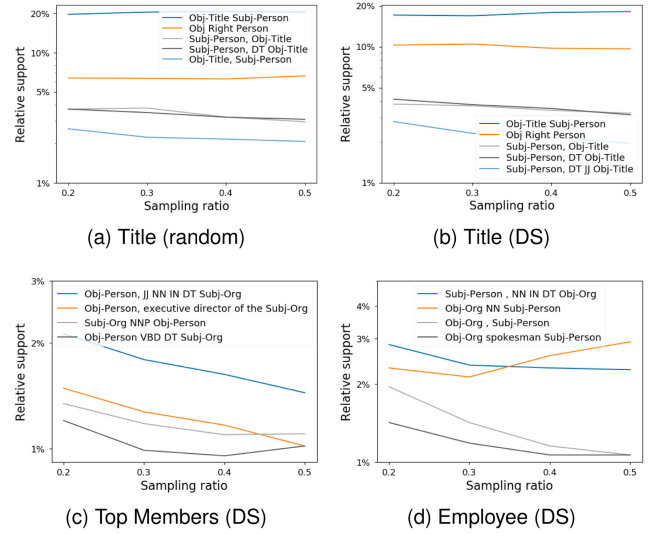 Relative support
20%
10%
5%
1%
Obj-Title Subj-Person
Obj Right Person
Subj-Person, Obj-Title
Subj-Person, DT Obj-Title
Obj-Title, Subj-Person
0.2 0.3 0.4 0.5
Sampling ratio
(a) Title (random)
Relative support
20%
10%
5%
1%
Obj-Title Subj-Person
Obj Right Person
Subj-Person, Obj-Title
Subj-Person, DT Obj-Title
Subj-Person, DT JJ Obj-Title
0.2 0.3 0.4 0.5
Sampling ratio
(b) Title (DS)
Relative support
3%
2%
1%
Obj-Person, JJ NN IN DT Subj-Org
Obj-Person, executive director of the Subj-Org
Subj-Org NNP Obj-Person
Obj-Person VBD DT Subj-Org
0.2 0.3 0.4 0.5
Sampling ratio
(c) Top Members (DS)
Relative support
4%
3%
2%
1%
Subj-Person , NN IN DT Obj-Org
Obj-Org NN Subj-Person
Obj-Org , Subj-Person
Obj-Org spokesman Subj-Person
0.2 0.3 0.4 0.5
Sampling ratio
(d) Employee (DS)